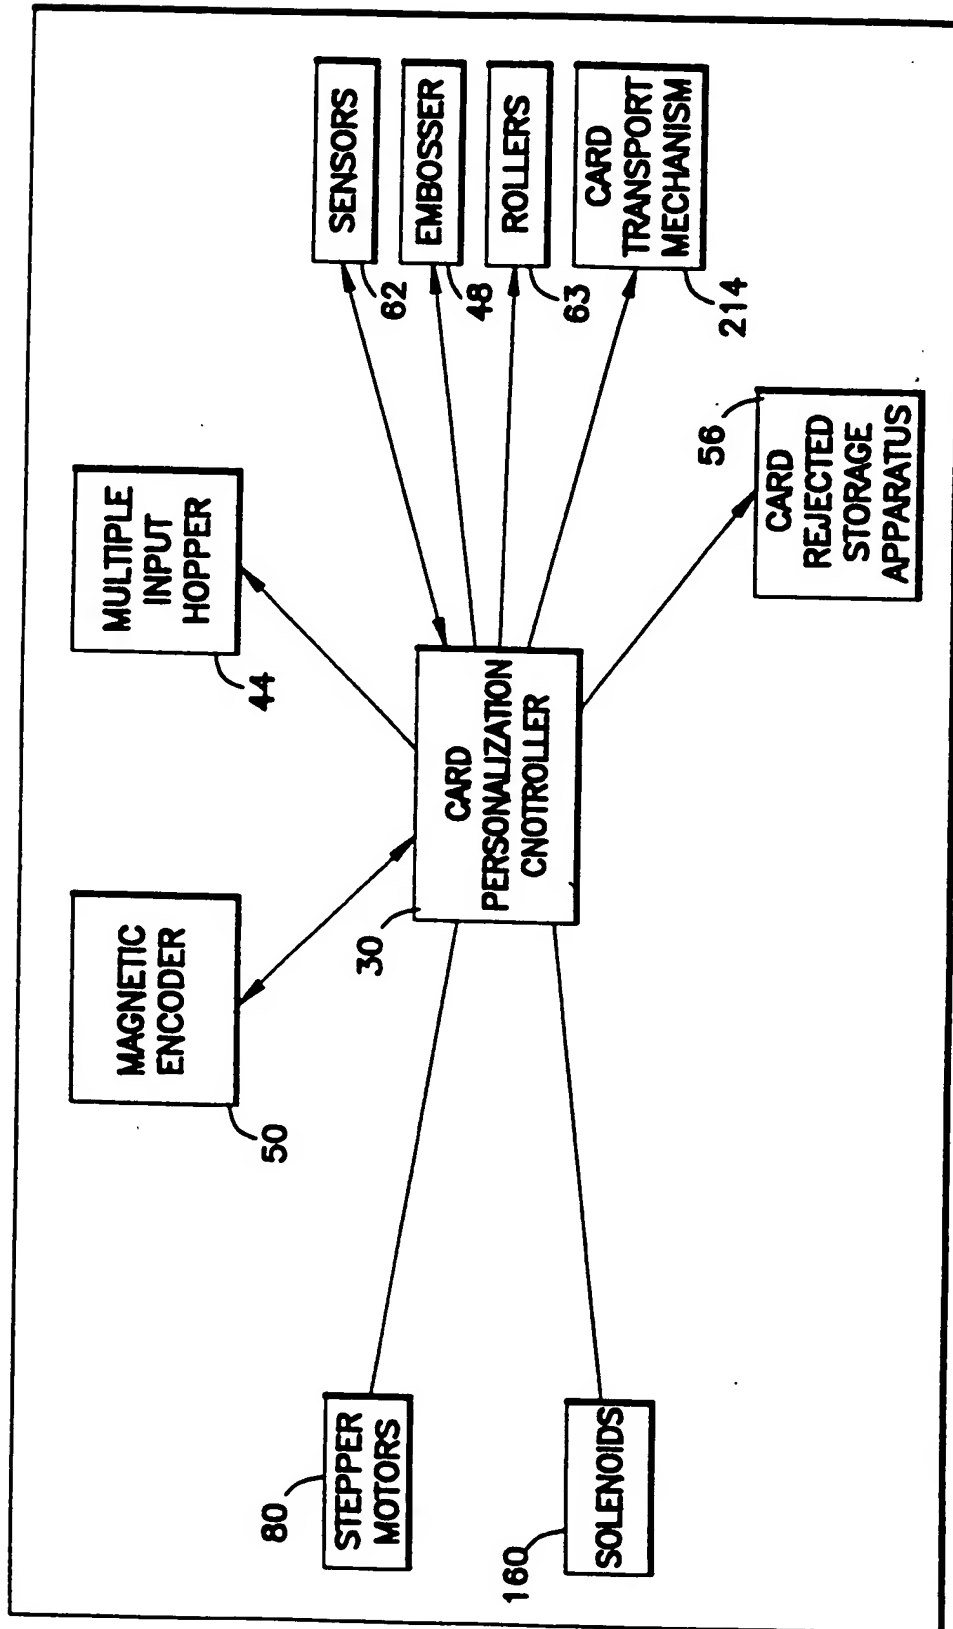 MAGNETIC
ENCODER
50
MULTIPLE
INPUT
HOPPER
44
SENSORS
62
EMBOSSER
48
ROLLERS
63
CARD
TRANSPORT
MECHANISM
214
CARD
PERSONALIZATION
CNOTROLLER
30
80
STEPPER
MOTORS
160
SOLENOIDS
56
CARD
REJECTED
STORAGE
APPARATUS